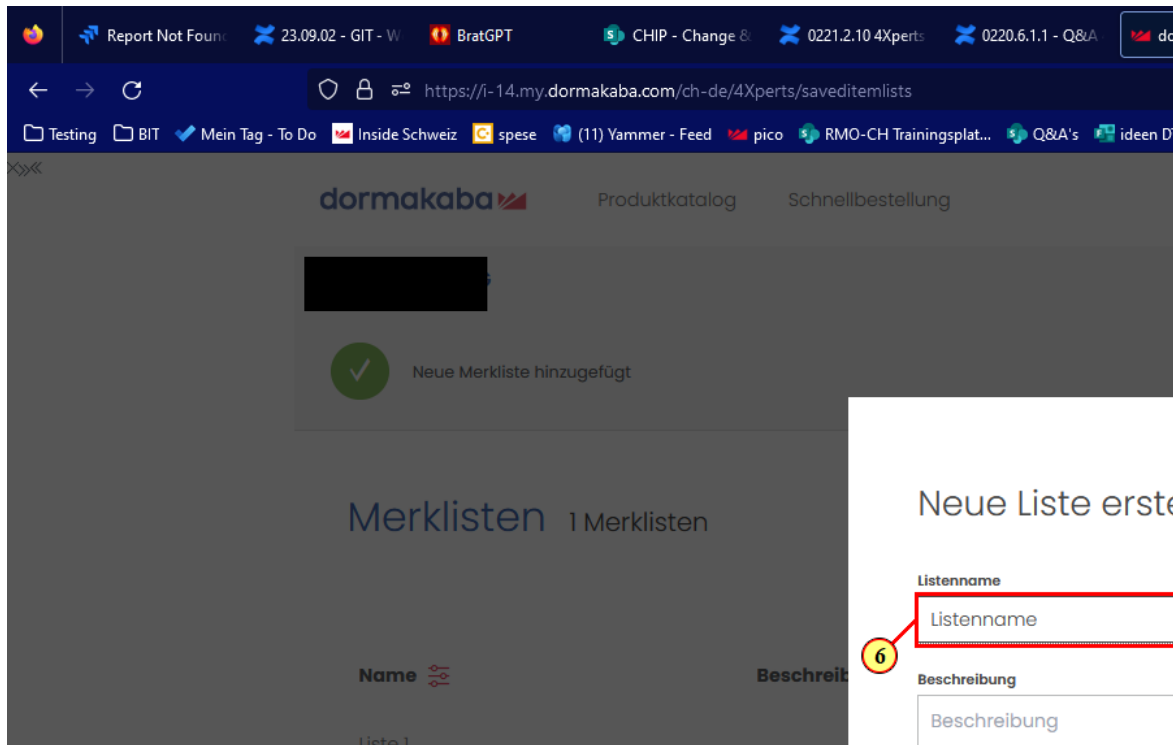 Report Not Foun
23.09.02 - GIT - W
BratGPT
CHIP - Change &
0221.2.10 4Xperts
0220.6.1.1 - Q&A
do
https://i-14.my.dormakaba.com/ch-de/4Xperts/saveditemlists
Testing
BIT
Mein Tag - To Do
Inside Schweiz
spese
(11) Yammer - Feed
pico
RMO-CH Trainingsplat...
Q&A's
ideen D
dormakaba
Produktkatalog
Schnellbestellung
Neue Merkliste hinzugefügt
Merklisten 1 Merklisten
Neue Liste erste
Listenname
Listenname
6
Name
Beschreib
Beschreibung
Beschreibung
Liste 1